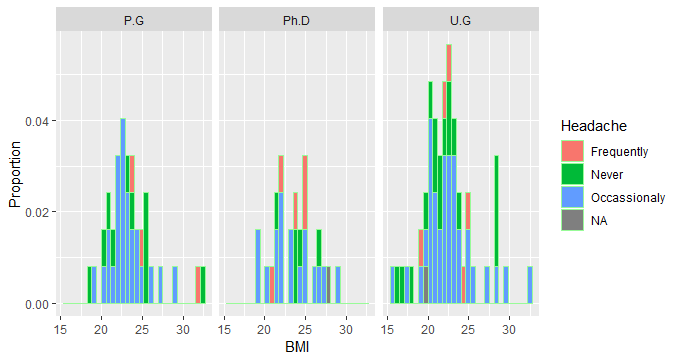 P.G Ph.D U.G
Headache
Frequently
Never
Occassionaly
NA
Proportion
0.04
0.02
0.00
15 20 25 30 15 20 25 30 15 20 25 30
BMI